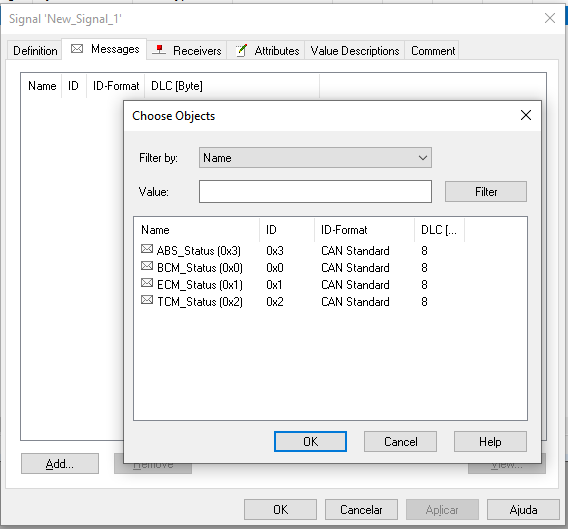 Signal 'New_Signal_1'
Definition Messages Receivers Attributes Value Descriptions Comment
Name ID ID-Format DLC [Byte]
Choose Objects
Filter by: Name
Value: Filter
Name ID ID-Format DLC [...
ABS_Status (0x3) 0x3 CAN Standard 8
BCM_Status (0x0) 0x0 CAN Standard 8
ECM_Status (0x1) 0x1 CAN Standard 8
TCM_Status (0x2) 0x2 CAN Standard 8
OK Cancel Help
Add... Remove View...
OK Cancelar Aplicar Ajuda